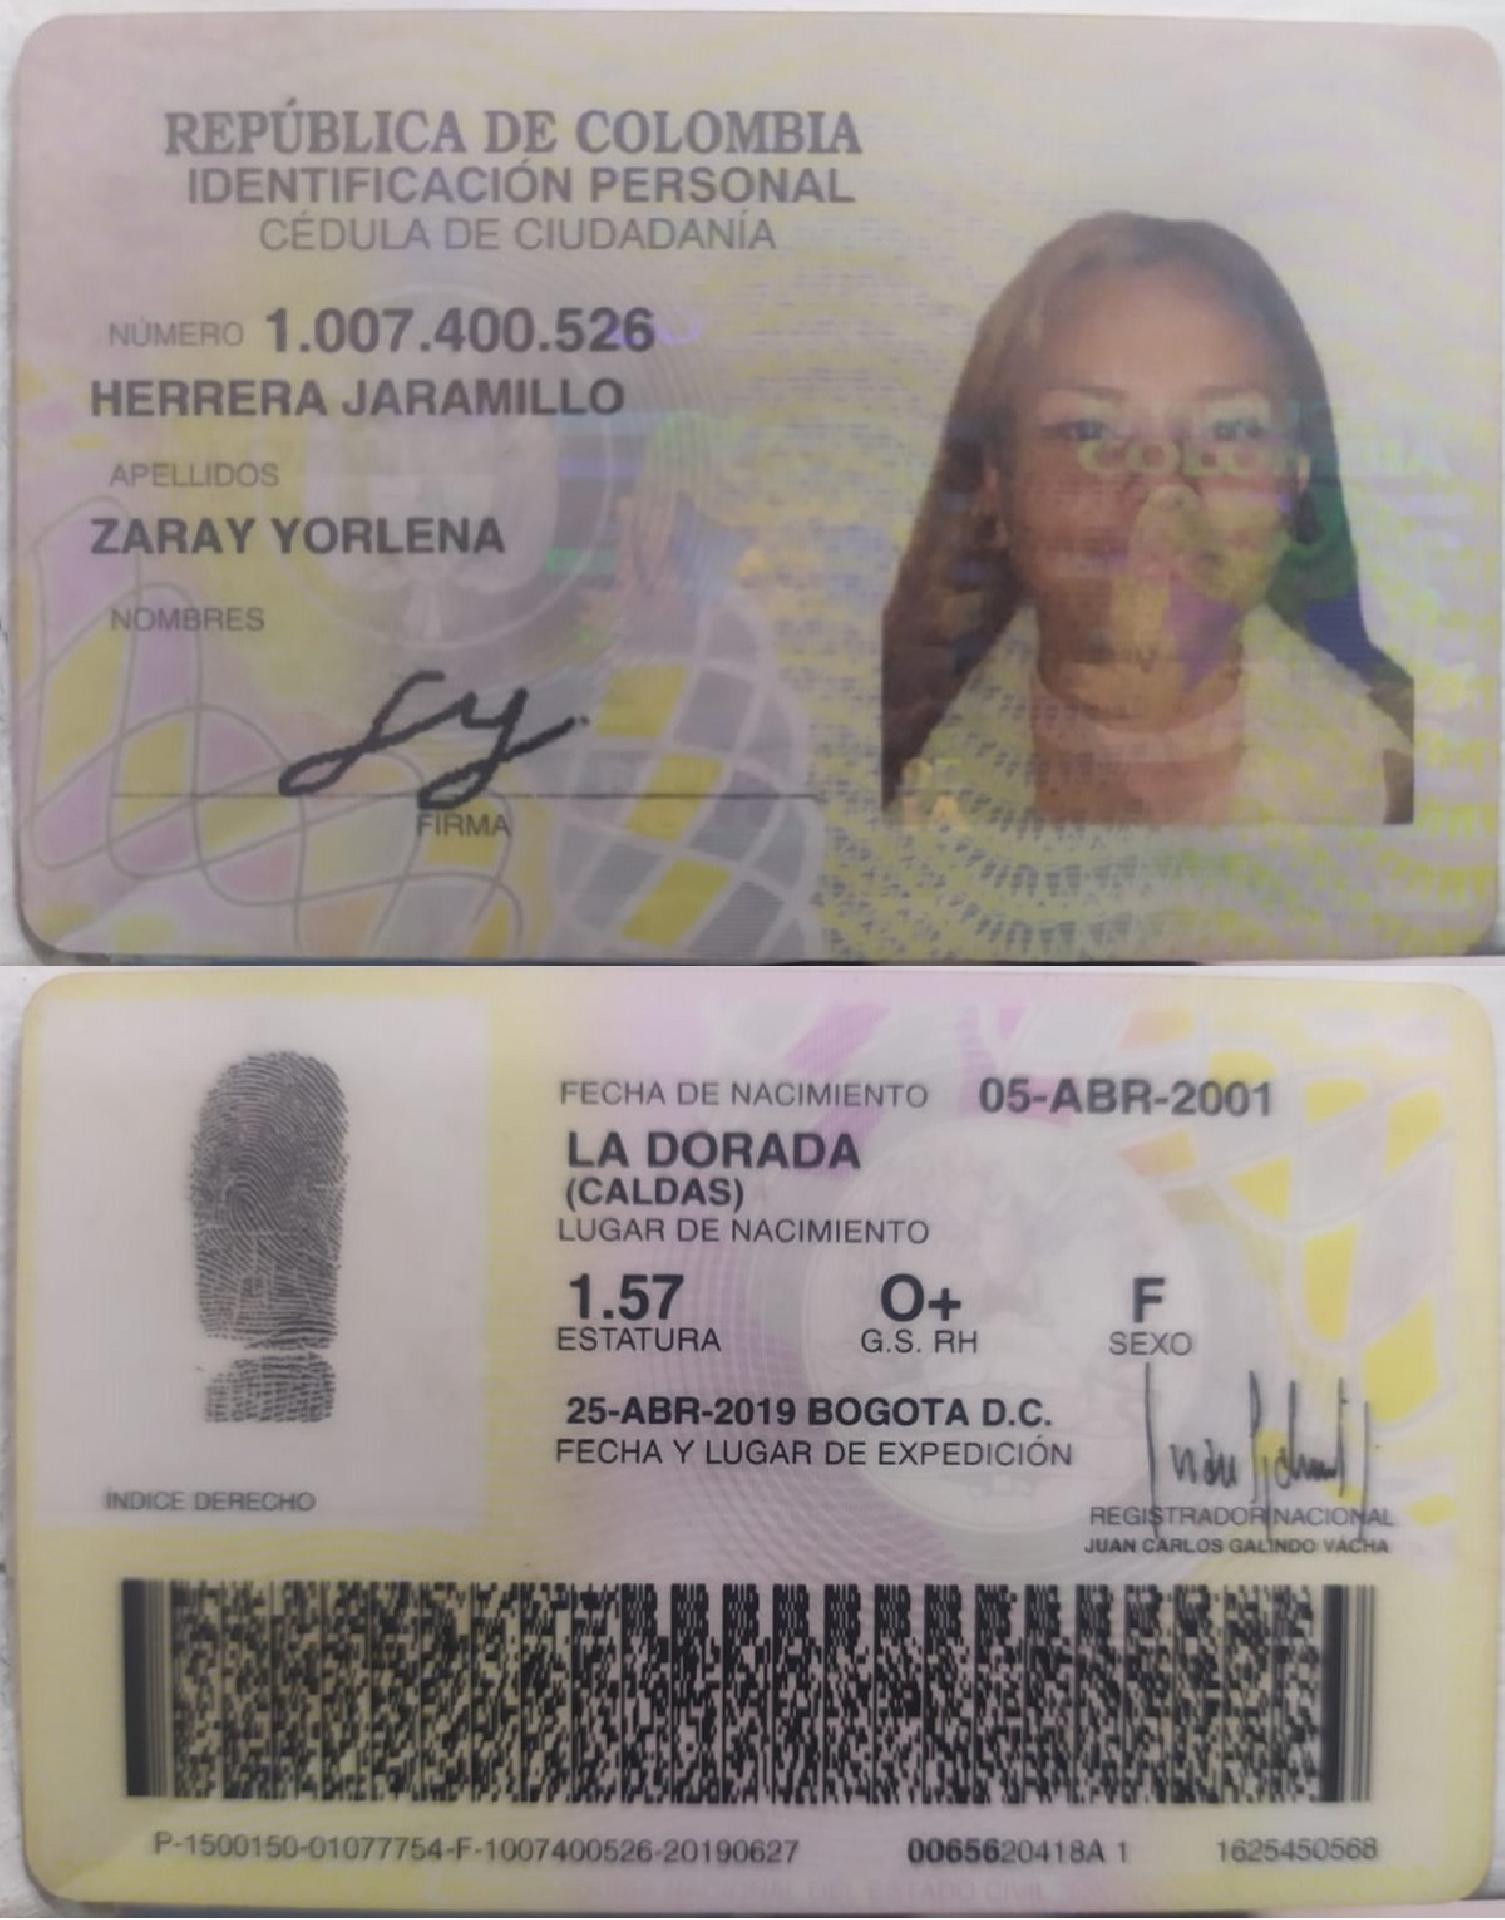 REPÚBLICA DE COLOMBIA
IDENTIFICACIÓN PERSONAL
CÉDULA DE CIUDADANÍA
NÚMERO 1.007.400.526
HERRERA JARAMILLO
APELLIDOS
ZARAY YORLENA
NOMBRES
FIRMA
COLOMBIA
FECHA DE NACIMIENTO 05-ABR-2001
LA DORADA
(CALDAS)
LUGAR DE NACIMIENTO
1.57 O+ F
ESTATURA G.S. RH SEXO
25-ABR-2019 BOGOTA D.C.
FECHA Y LUGAR DE EXPEDICIÓN
INDICE DERECHO
REGISTRADOR NACIONAL
JUAN CARLOS GALINDO VÁCHA
P-1500150-01077754-F-1007400526-20190627 0065620418A 1 1625450568